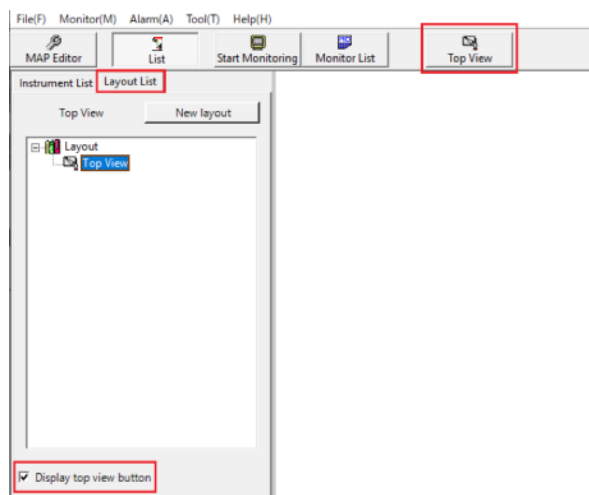 File(F) Monitor(M) Alarm(A) Tool(T) Help(H)
MAP Editor List Start Monitoring Monitor List Top View
Instrument List Layout List
Top View New layout
Layout
Top View
Display top view button